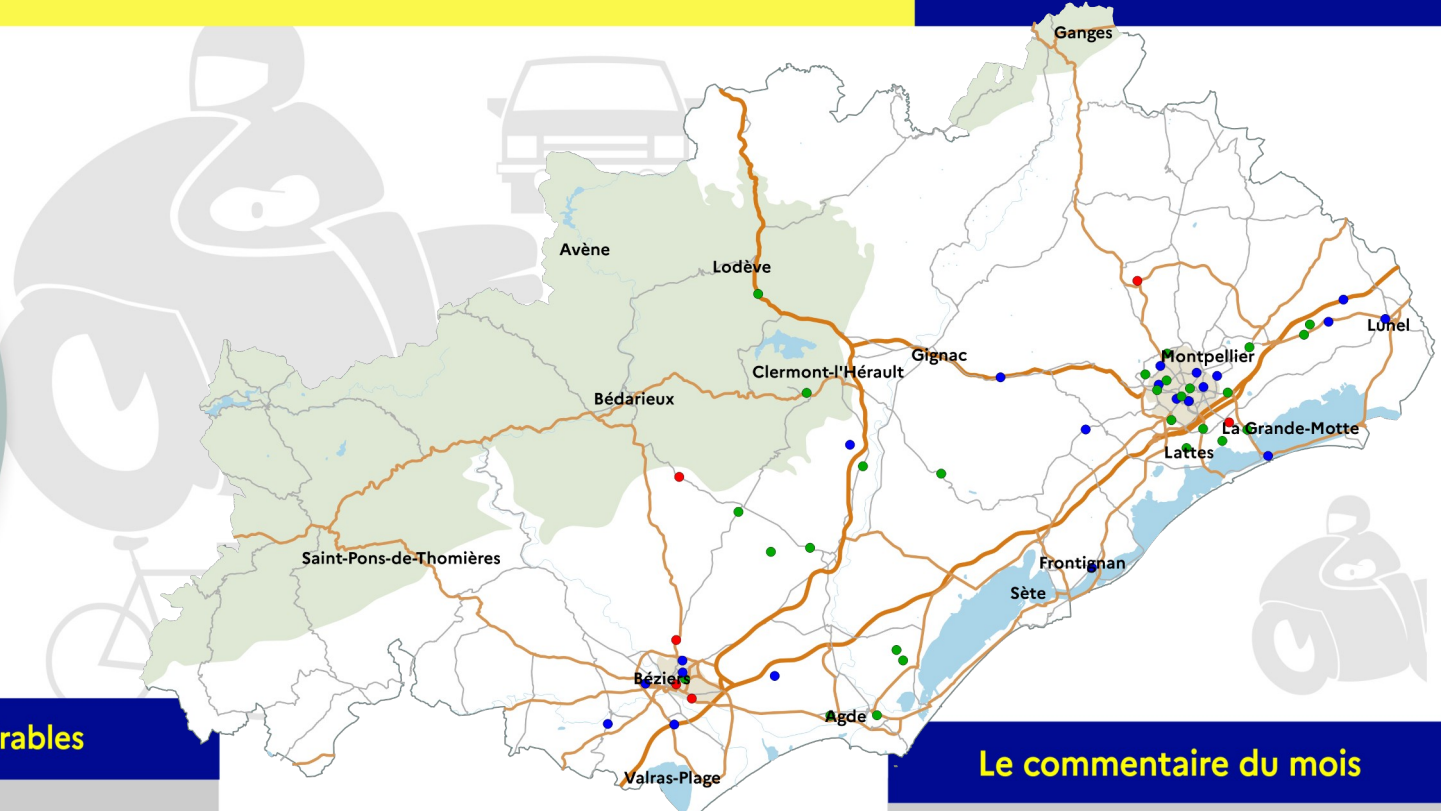 Ganges
Avène
Lodève
Lunel
Gignac
Montpellier
Clermont-l'Hérault
Bédarieux
La Grande-Motte
Lattes
Saint-Pons-de-Thomières
Frontignan
Sète
Béziers
Agde
rables
Le commentaire du mois
Valras-Plage